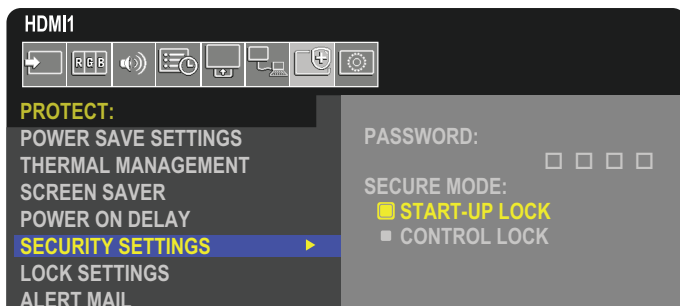 HDMI1
RGB
PROTECT:
POWER SAVE SETTINGS
THERMAL MANAGEMENT
SCREEN SAVER
POWER ON DELAY
SECURITY SETTINGS
LOCK SETTINGS
ALERT MAIL
PASSWORD:
SECURE MODE:
START-UP LOCK
CONTROL LOCK